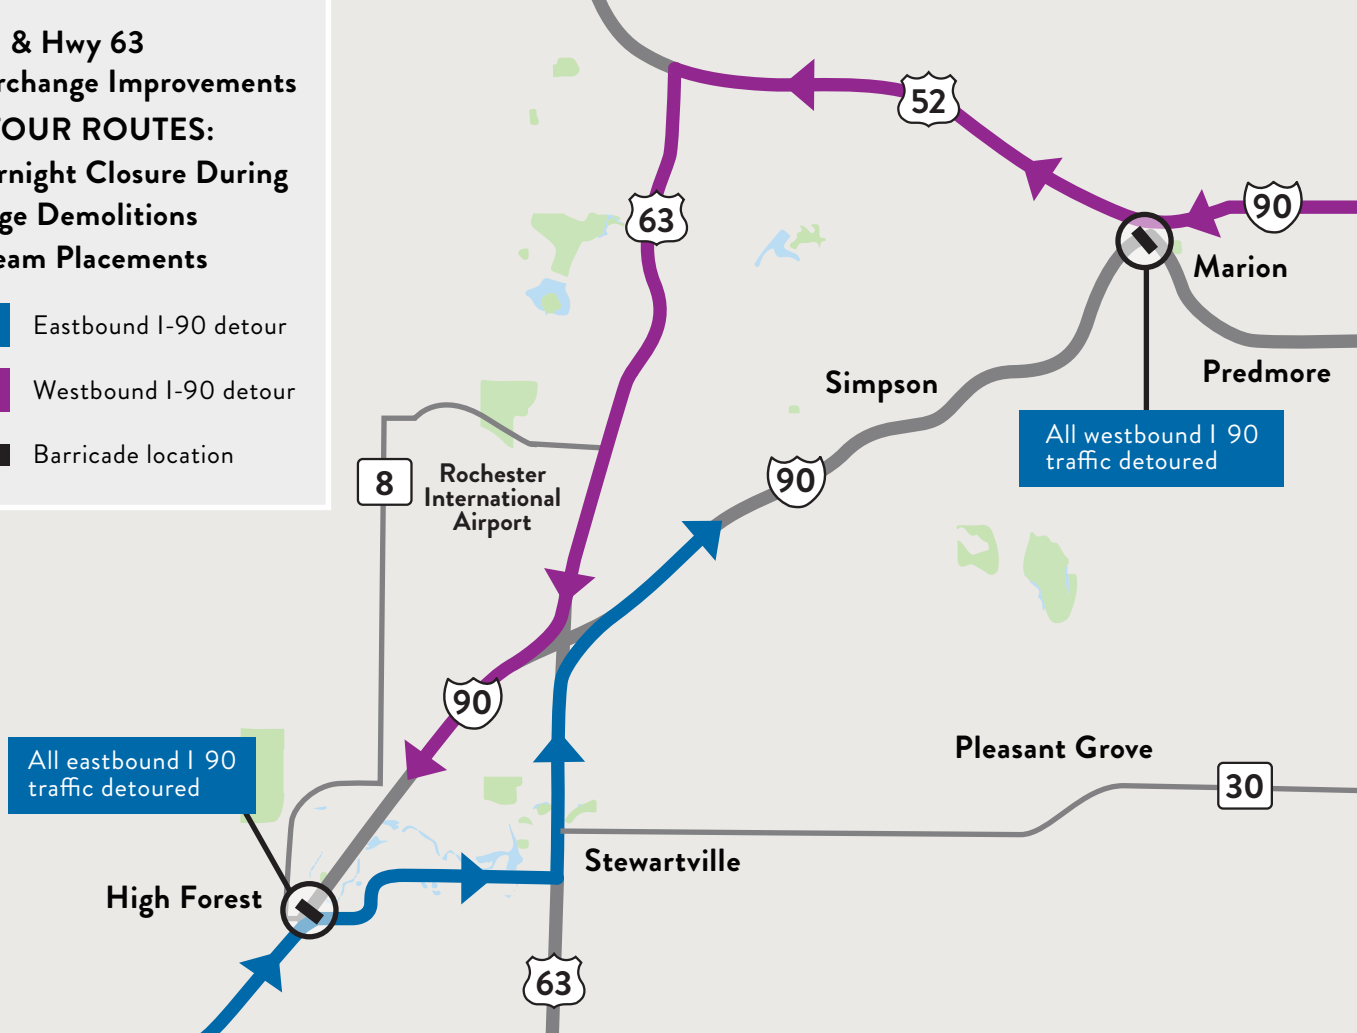 & Hwy 63
rchange Improvements
TOUR ROUTES:
rnight Closure During
ge Demolitions
eam Placements
Eastbound I-90 detour
Westbound I-90 detour
Barricade location
52
63
90
Marion
Predmore
Simpson
All westbound I 90
traffic detoured
90
8
Rochester
International
Airport
90
All eastbound I 90
traffic detoured
Pleasant Grove
30
Stewartville
High Forest
63